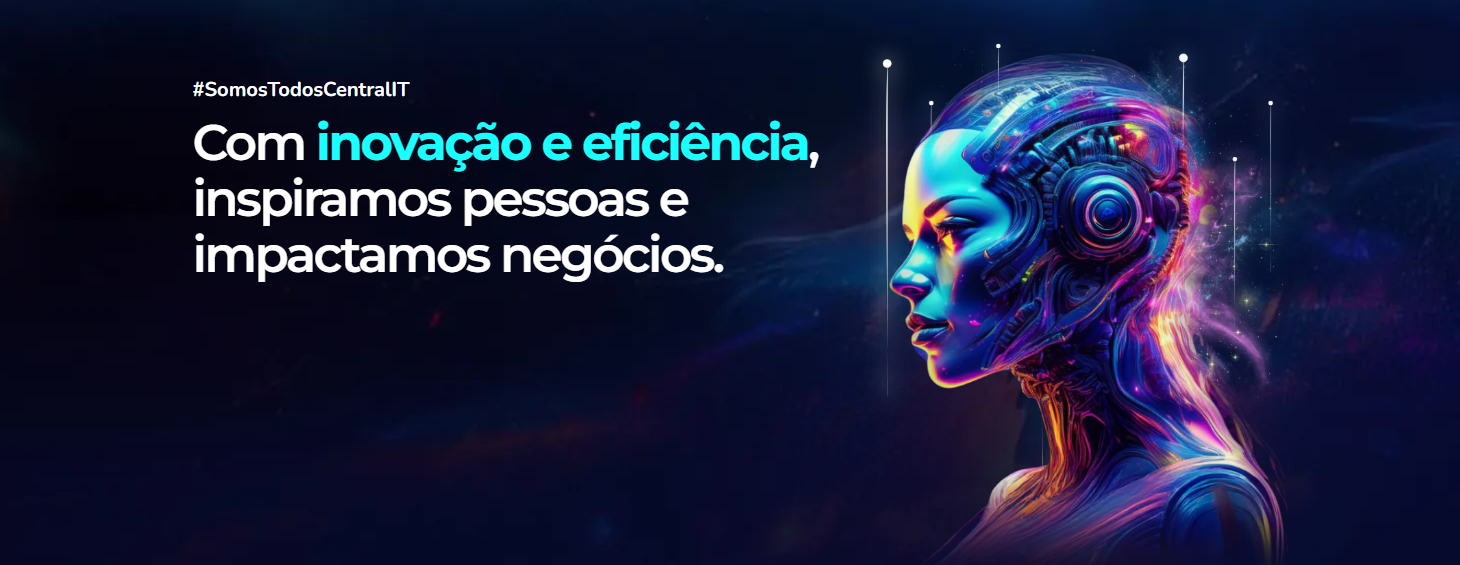 #SomosTodosCentralIT
Com inovação e eficiência,
inspiramos pessoas e
impactamos negócios.